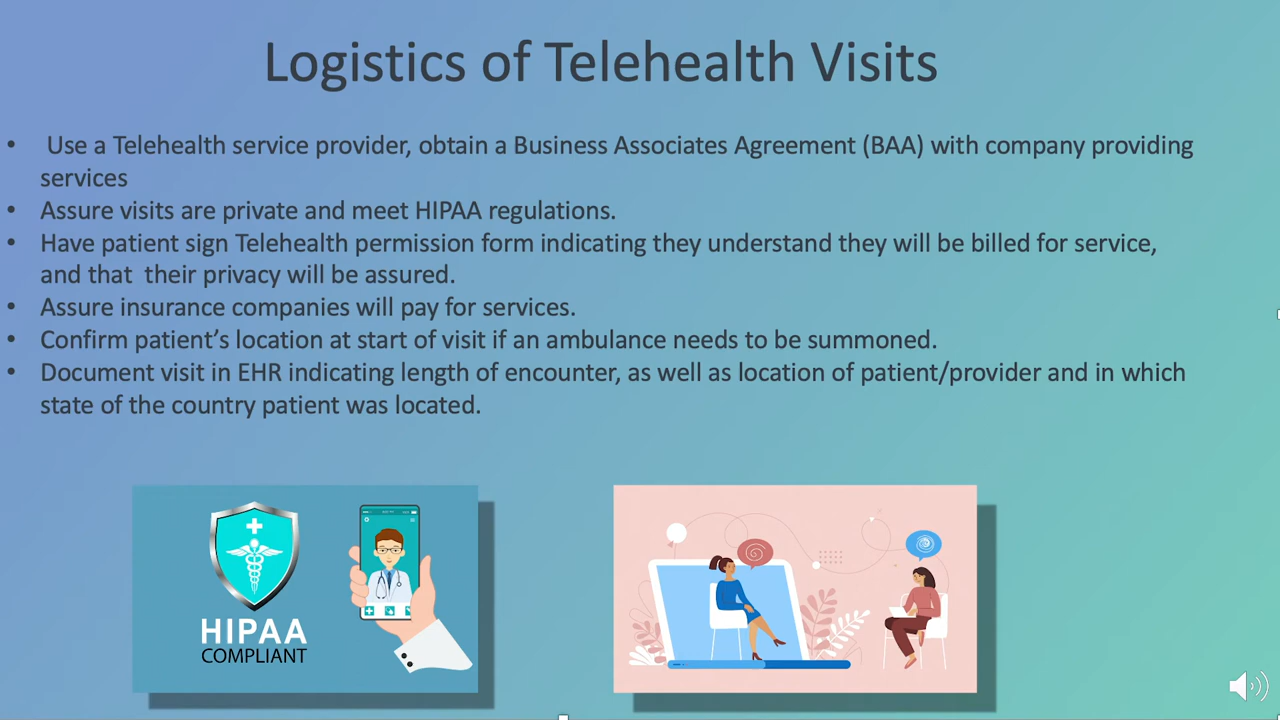 Logistics of Telehealth Visits
• Use a Telehealth service provider, obtain a Business Associates Agreement (BAA) with company providing
services
• Assure visits are private and meet HIPAA regulations.
• Have patient sign Telehealth permission form indicating they understand they will be billed for service,
and that their privacy will be assured.
• Assure insurance companies will pay for services.
• Confirm patient’s location at start of visit if an ambulance needs to be summoned.
• Document visit in EHR indicating length of encounter, as well as location of patient/provider and in which
state of the country patient was located.
HIPAA
COMPLIANT